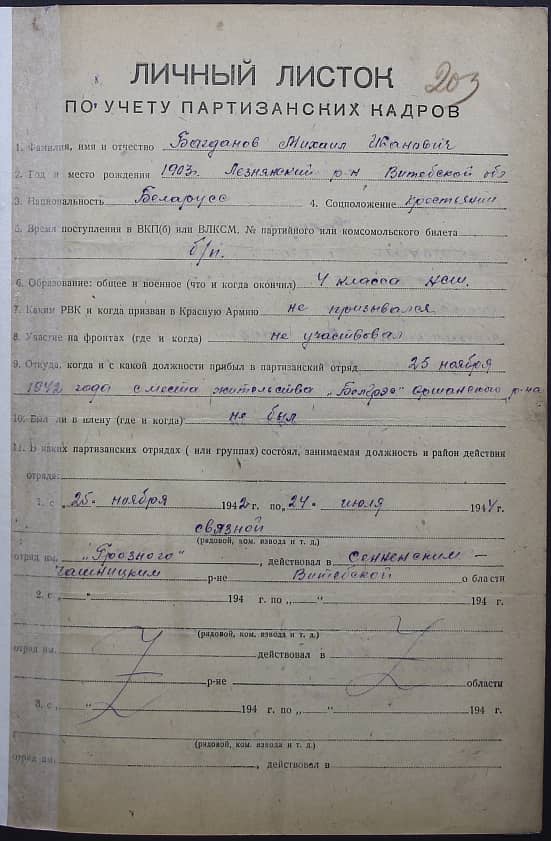 203
ЛИЧНЫЙ ЛИСТОК
ПО УЧЕТУ ПАРТИЗАНСКИХ КАДРОВ
1. Фамилия, имя и отчество Багданов Михаил Иванович
2. Год и место рождения 1903г. Лезнянский р-н Витебской обл
3. Национальность Беларусс 4. Соцположение крестьянин
5. Время поступления в ВКП(б) или ВЛКСМ, № партийного или комсомольского билета
б/п.
6. Образование: общее и военное (что и когда окончил) 4 класса НСШ.
7. Каким РВК и когда призван в Красную Армию не призывался
8. Участие на фронтах (где и когда) не участвовал
9. Откуда, когда и с какой должности прибыл в партизанский отряд 25 ноября
1942 года с места жительства Оршанского р-на
10. Был ли в плену (где и когда) не был
11. В каких партизанских отрядах (или группах) состоял, занимаемая должность и район действия
отряда:
1. с „25" ноября 1942 г. по „24" июля 1944 г.
связной
(рядовой, ком. взвода и т. д.)
отряд им. „Грозного", действовал в Сенненским —
Чашницким р-не Витебской области
2. с „ " 194 г. по „ " 194 г.
(рядовой, ком. взвода и т. д.)
отряд им. действовал в
р-не области
3. с „ " 194 г. по „ " 194 г.
(рядовой, ком. взвода и т. д.)
отряд им. , действовал в